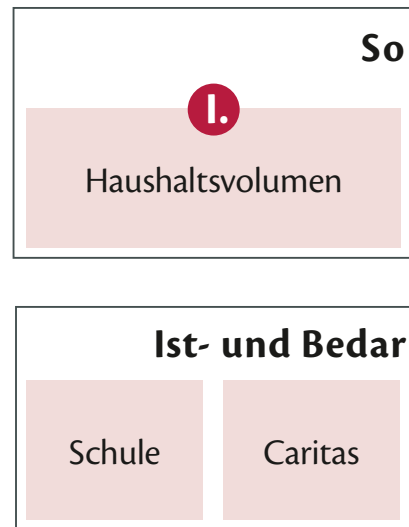 So
I.
Haushaltsvolumen
Ist- und Bedar
Schule Caritas